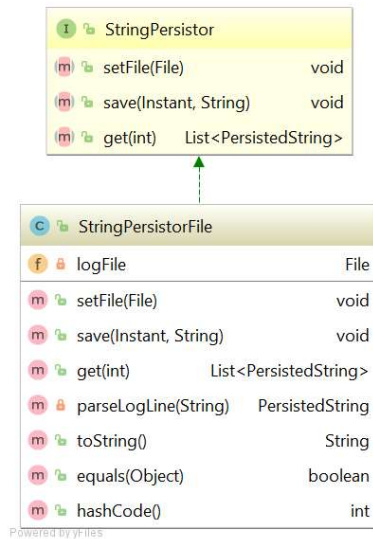 I StringPersistor
m setFile(File) void
m save(Instant, String) void
m get(int) List<PersistedString>
C StringPersistorFile
f logFile File
m setFile(File) void
m save(Instant, String) void
m get(int) List<PersistedString>
m parseLogLine(String) PersistedString
m toString() String
m equals(Object) boolean
m hashCode() int
Powered by yFiles